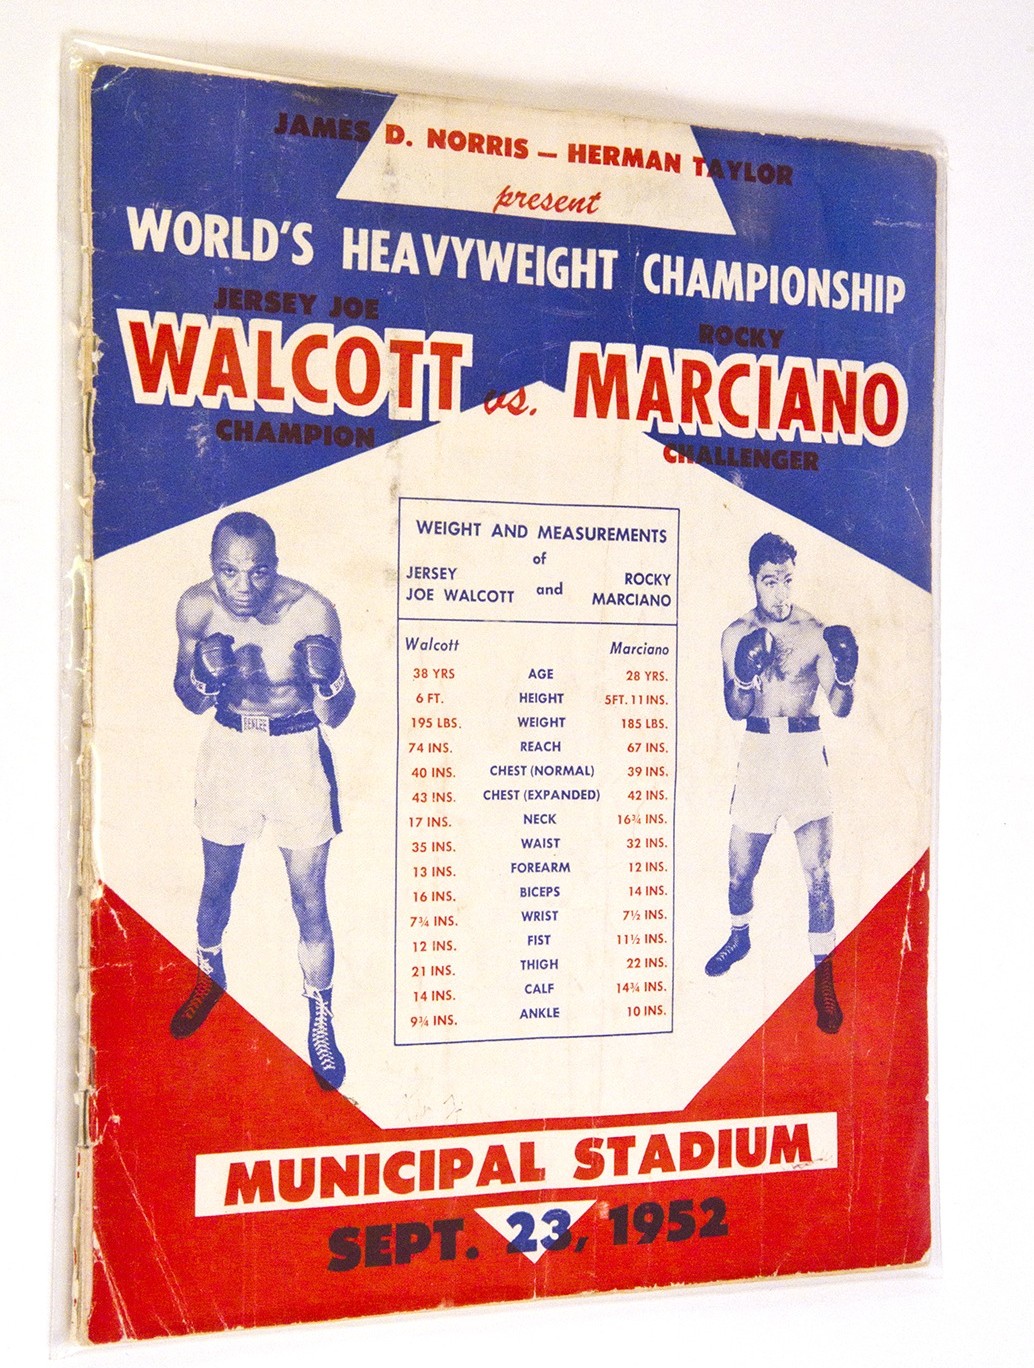 JAMES D. NORRIS — HERMAN TAYLOR
present
WORLD'S HEAVYWEIGHT CHAMPIONSHIP
JERSEY JOE
WALCOTT
CHAMPION
vs.
ROCKY
MARCIANO
CHALLENGER
WEIGHT AND MEASUREMENTS
of
JERSEY JOE WALCOTT and ROCKY MARCIANO
Walcott Marciano
38 YRS AGE 28 YRS.
6 FT. HEIGHT 5FT. 11 INS.
195 LBS. WEIGHT 185 LBS.
74 INS. REACH 67 INS.
40 INS. CHEST (NORMAL) 39 INS.
43 INS. CHEST (EXPANDED) 42 INS.
17 INS. NECK 16¾ INS.
35 INS. WAIST 32 INS.
13 INS. FOREARM 12 INS.
16 INS. BICEPS 14 INS.
7¾ INS. WRIST 7½ INS.
12 INS. FIST 11½ INS.
21 INS. THIGH 22 INS.
14 INS. CALF 14¾ INS.
9¾ INS. ANKLE 10 INS.
BENLEE
MUNICIPAL STADIUM
SEPT. 23, 1952